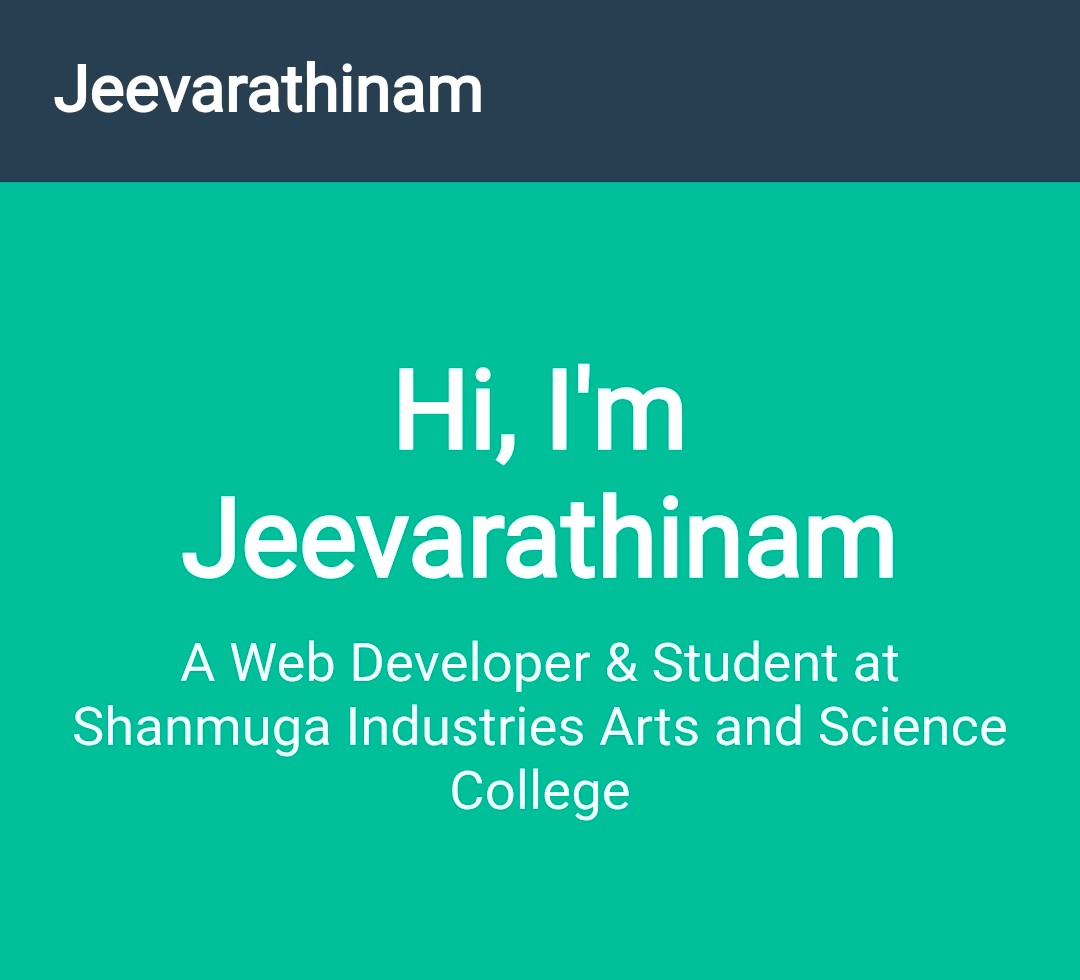 Jeevarathinam
Hi, I'm
Jeevarathinam
A Web Developer & Student at
Shanmuga Industries Arts and Science
College